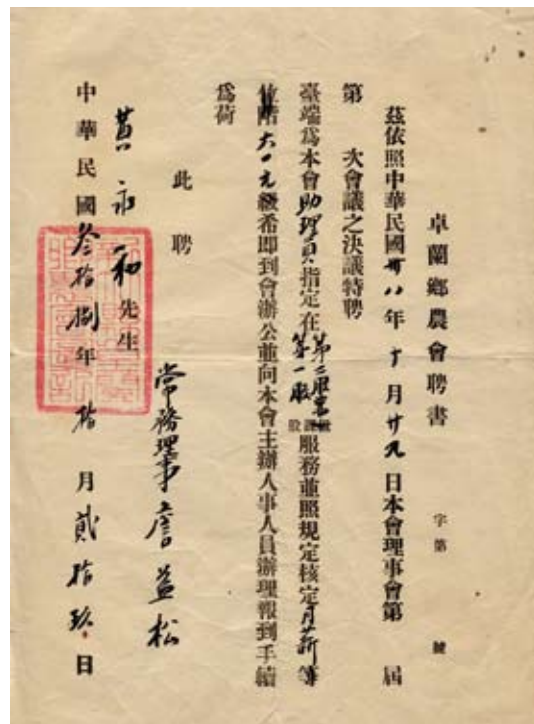 卓蘭鄉農會聘書
字第 號
茲依照中華民國卅八年十月廿九日本會理事會第 屆
第 次會議之決議特聘
臺端為本會助理員指定在第一股服務並照規定核定月薪等
元 希即到會辦公並向本會主辦人事人員辦理報到手續
為荷
此聘
黃永和先生
常務理事詹益松
中華民國叁拾捌年拾月貳拾玖日